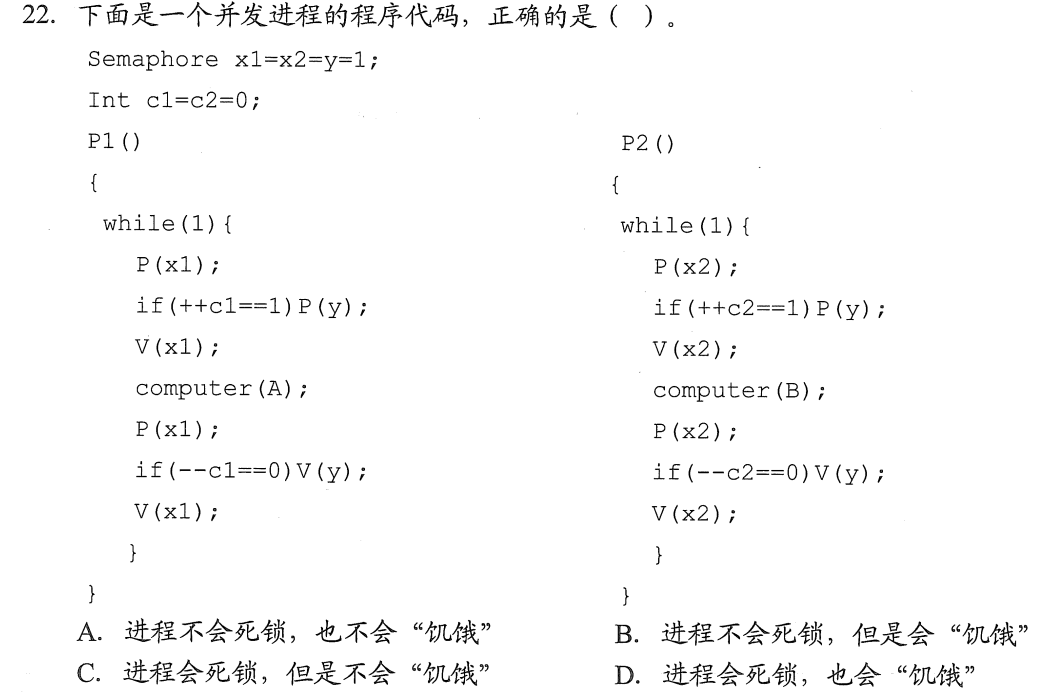 22. 下面是一个并发进程的程序代码，正确的是（ ）。
Semaphore x1=x2=y=1;
Int c1=c2=0;
P1()
{
while(1){
P(x1);
if(++c1==1)P(y);
V(x1);
computer(A);
P(x1);
if(--c1==0)V(y);
V(x1);
}
}
P2()
{
while(1){
P(x2);
if(++c2==1)P(y);
V(x2);
computer(B);
P(x2);
if(--c2==0)V(y);
V(x2);
}
}
A. 进程不会死锁，也不会“饥饿”
B. 进程不会死锁，但是会“饥饿”
C. 进程会死锁，但是不会“饥饿”
D. 进程会死锁，也会“饥饿”